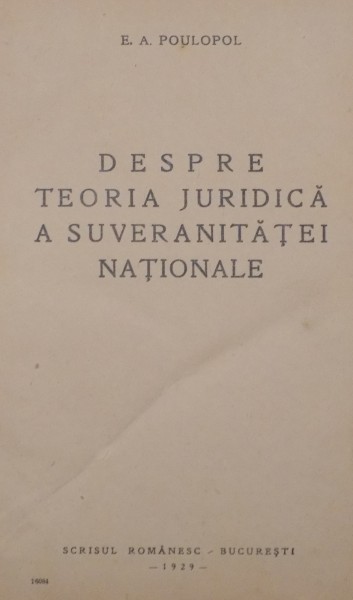 E. A. POULOPOL
DESPRE
TEORIA JURIDICĂ
A SUVERANITĂŢEI
NAŢIONALE
SCRISUL ROMÂNESC - BUCUREŞTI
— 1929 —